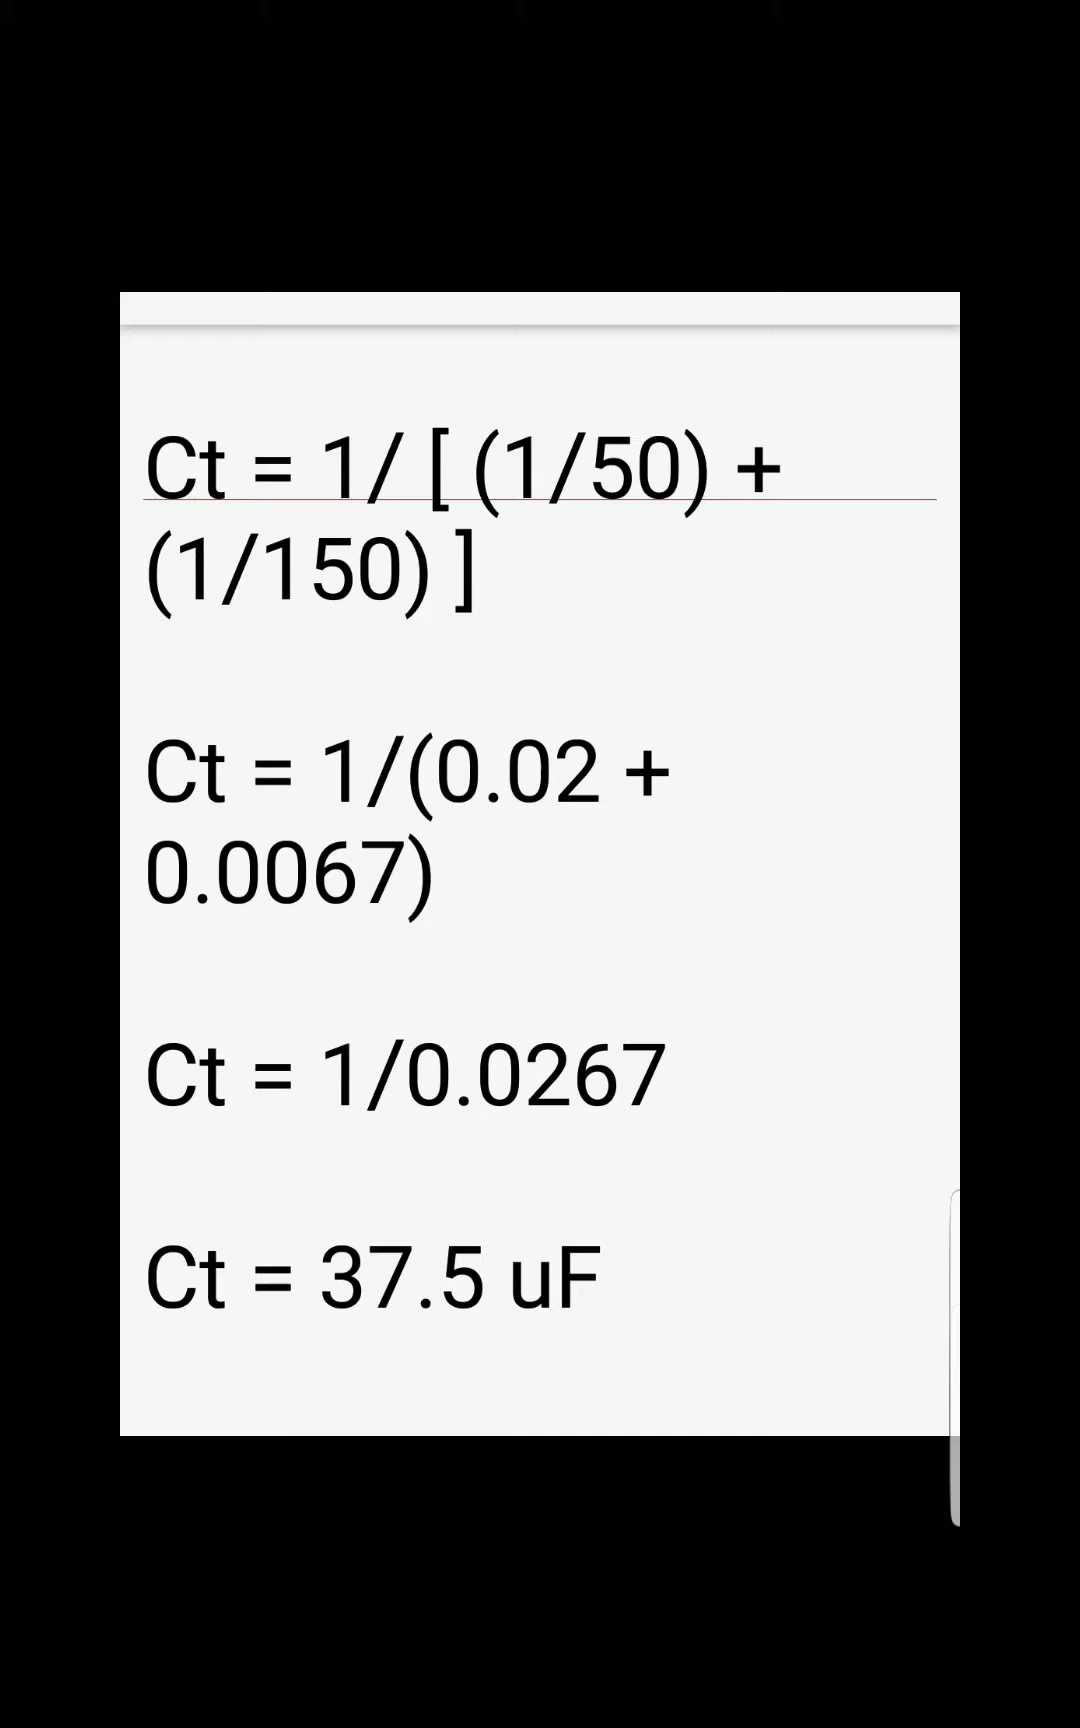 Ct = 1/ [ (1/50) +
(1/150) ]
Ct = 1/(0.02 +
0.0067)
Ct = 1/0.0267
Ct = 37.5 uF